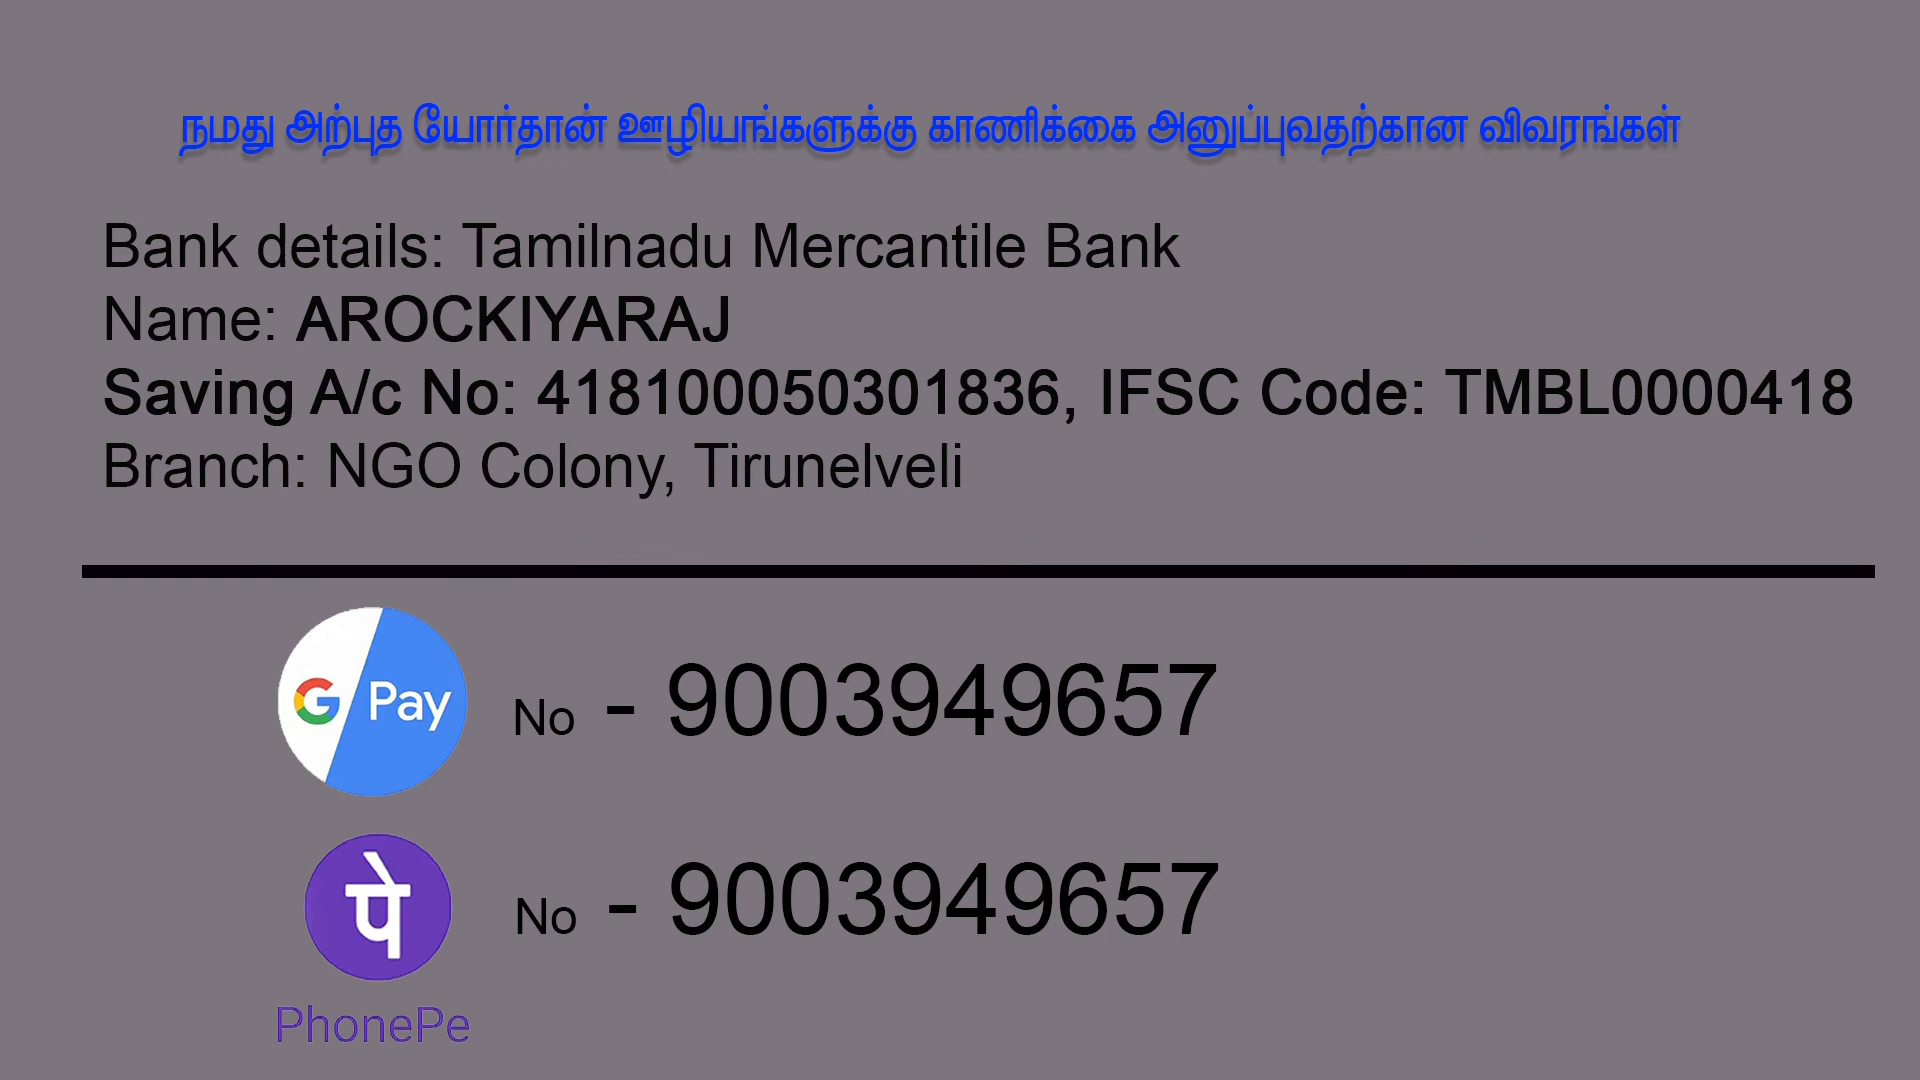 நமது அற்புத யோர்தான் ஊழியங்களுக்கு காணிக்கை அனுப்புவதற்கான விவரங்கள்
Bank details: Tamilnadu Mercantile Bank
Name: AROCKIYARAJ
Saving A/c No: 418100050301836, IFSC Code: TMBL0000418
Branch: NGO Colony, Tirunelveli
G Pay No - 9003949657
पे No - 9003949657
PhonePe